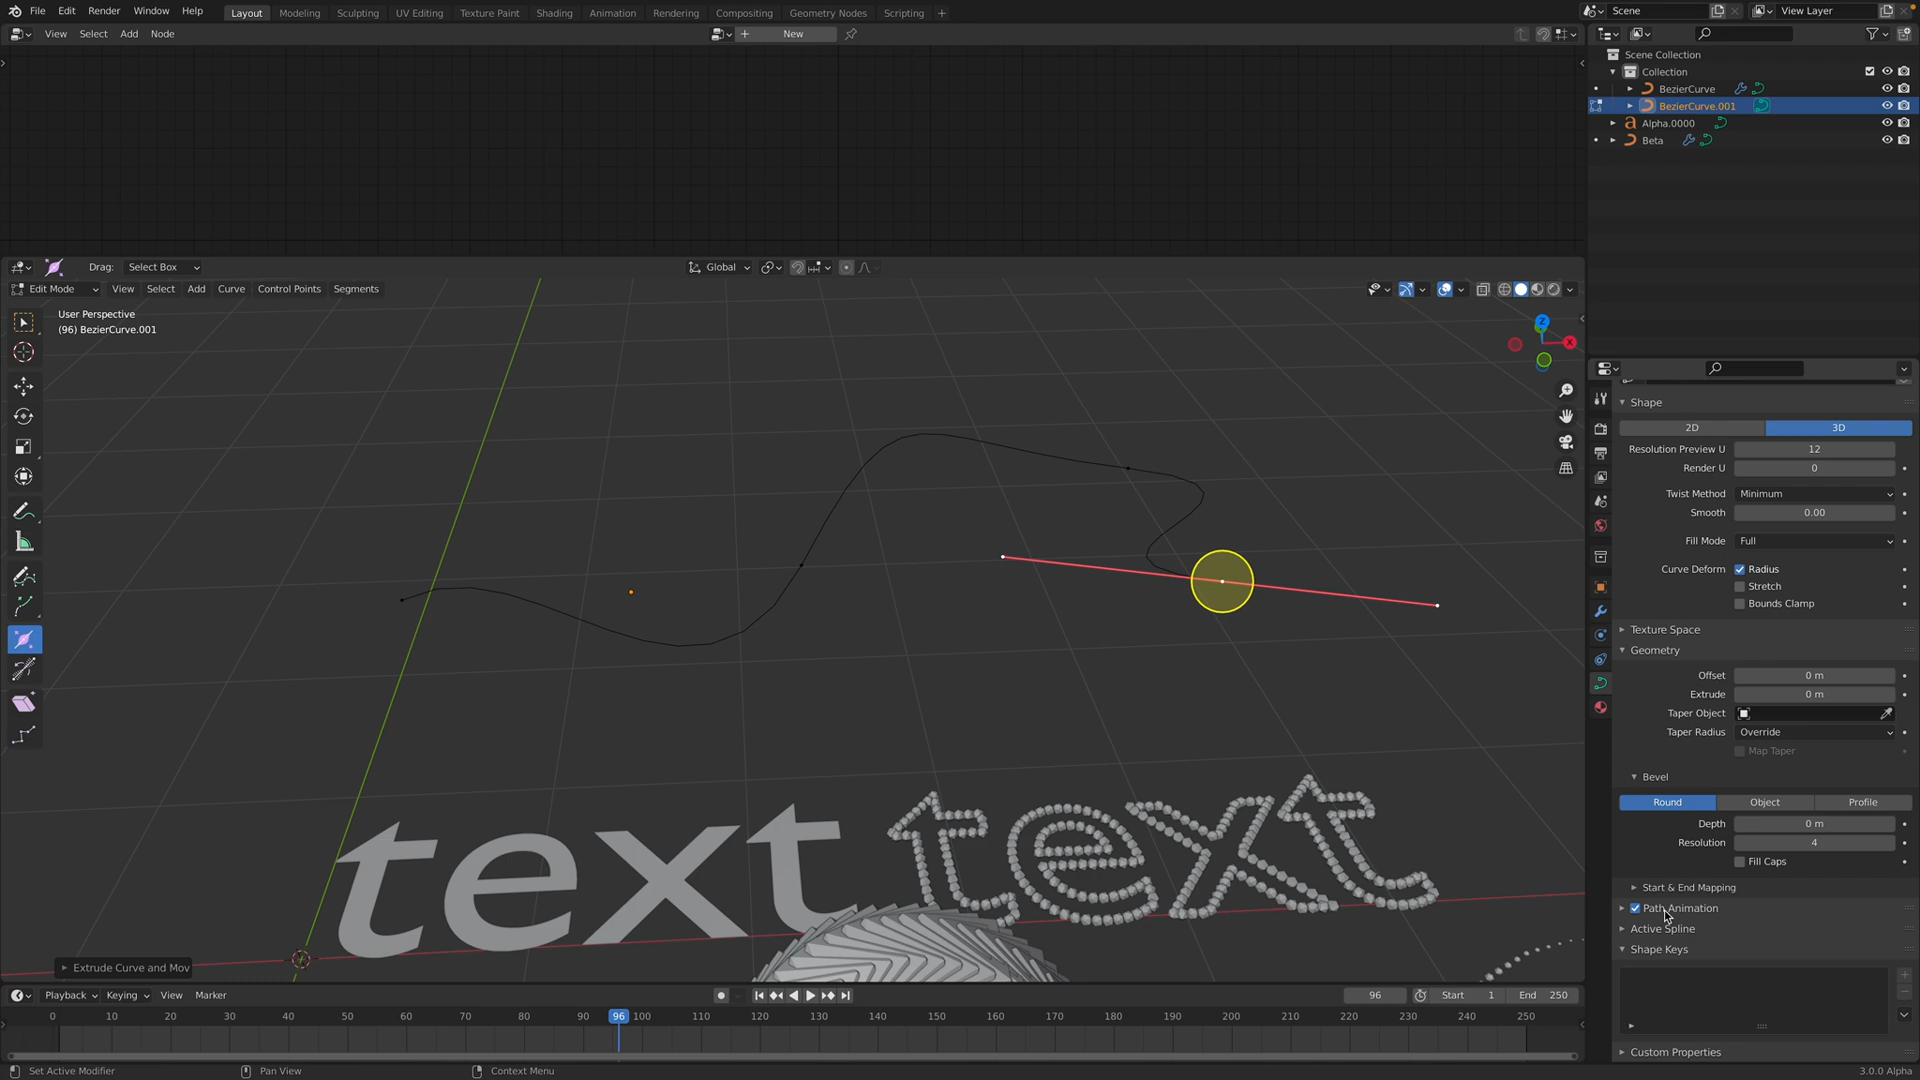 File Edit Render Window Help Layout Modeling Sculpting UV Editing Texture Paint Shading Animation Rendering Compositing Geometry Nodes Scripting + Scene View Layer
View Select Add Node + New
Scene Collection
Collection
BezierCurve
BezierCurve.001
Alpha.0000
Beta
Drag: Select Box Global
Edit Mode View Select Add Curve Control Points Segments
User Perspective
(96) BezierCurve.001
Z
X
Shape
2D 3D
Resolution Preview U 12
Render U 0
Twist Method Minimum
Smooth 0.00
Fill Mode Full
Curve Deform Radius
Stretch
Bounds Clamp
Texture Space
Geometry
Offset 0 m
Extrude 0 m
Taper Object
Taper Radius Override
Map Taper
Bevel
Round Object Profile
Depth 0 m
Resolution 4
Fill Caps
Start & End Mapping
Path Animation
Active Spline
Shape Keys
Custom Properties
text text
Extrude Curve and Mov
Playback Keying View Marker 96 Start 1 End 250
0 10 20 30 40 50 60 70 80 90 96 100 110 120 130 140 150 160 170 180 190 200 210 220 230 240 250
Set Active Modifier Pan View Context Menu 3.0.0 Alpha